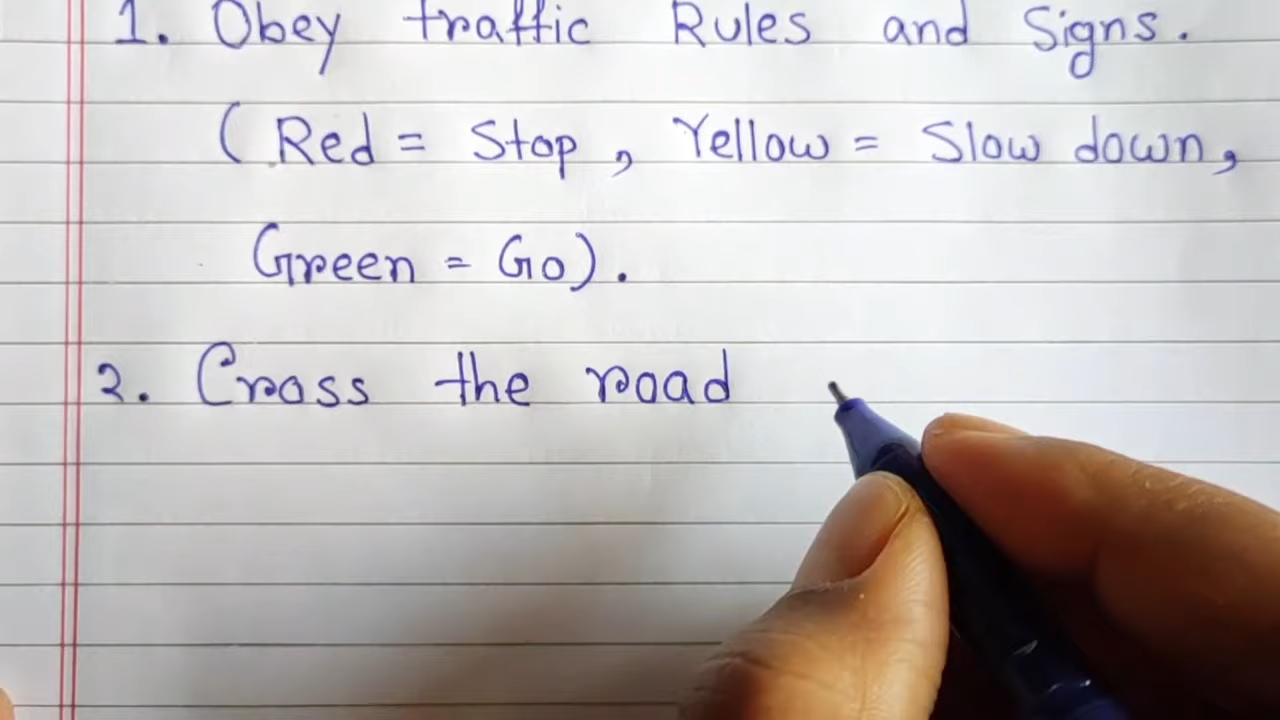 1. Obey traffic Rules and Signs.
(Red = Stop, Yellow = Slow down,
Green = Go).
2. Cross the road